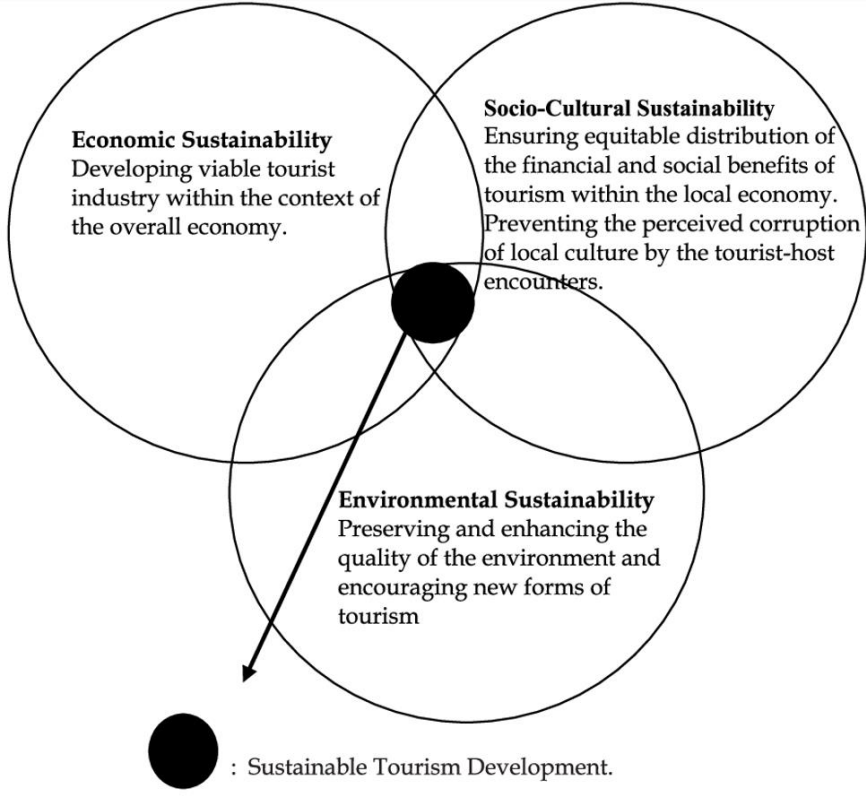 Economic Sustainability
Developing viable tourist
industry within the context of
the overall economy.
Socio-Cultural Sustainability
Ensuring equitable distribution of
the financial and social benefits of
tourism within the local economy.
Preventing the perceived corruption
of local culture by the tourist-host
encounters.
Environmental Sustainability
Preserving and enhancing the
quality of the environment and
encouraging new forms of
tourism
: Sustainable Tourism Development.